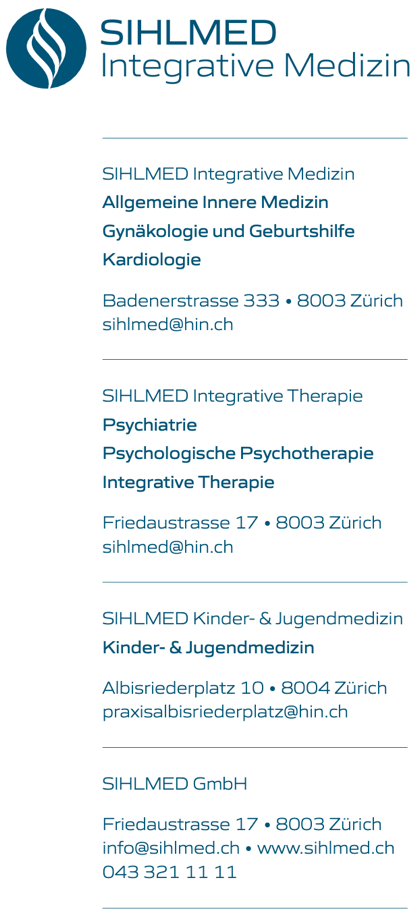 SIHLMED
Integrative Medizin
SIHLMED Integrative Medizin
Allgemeine Innere Medizin
Gynäkologie und Geburtshilfe
Kardiologie
Badenerstrasse 333 • 8003 Zürich
sihlmed@hin.ch
SIHLMED Integrative Therapie
Psychiatrie
Psychologische Psychotherapie
Integrative Therapie
Friedaustrasse 17 • 8003 Zürich
sihlmed@hin.ch
SIHLMED Kinder- & Jugendmedizin
Kinder- & Jugendmedizin
Albisriederplatz 10 • 8004 Zürich
praxisalbisriederplatz@hin.ch
SIHLMED GmbH
Friedaustrasse 17 • 8003 Zürich
info@sihlmed.ch • www.sihlmed.ch
043 321 11 11